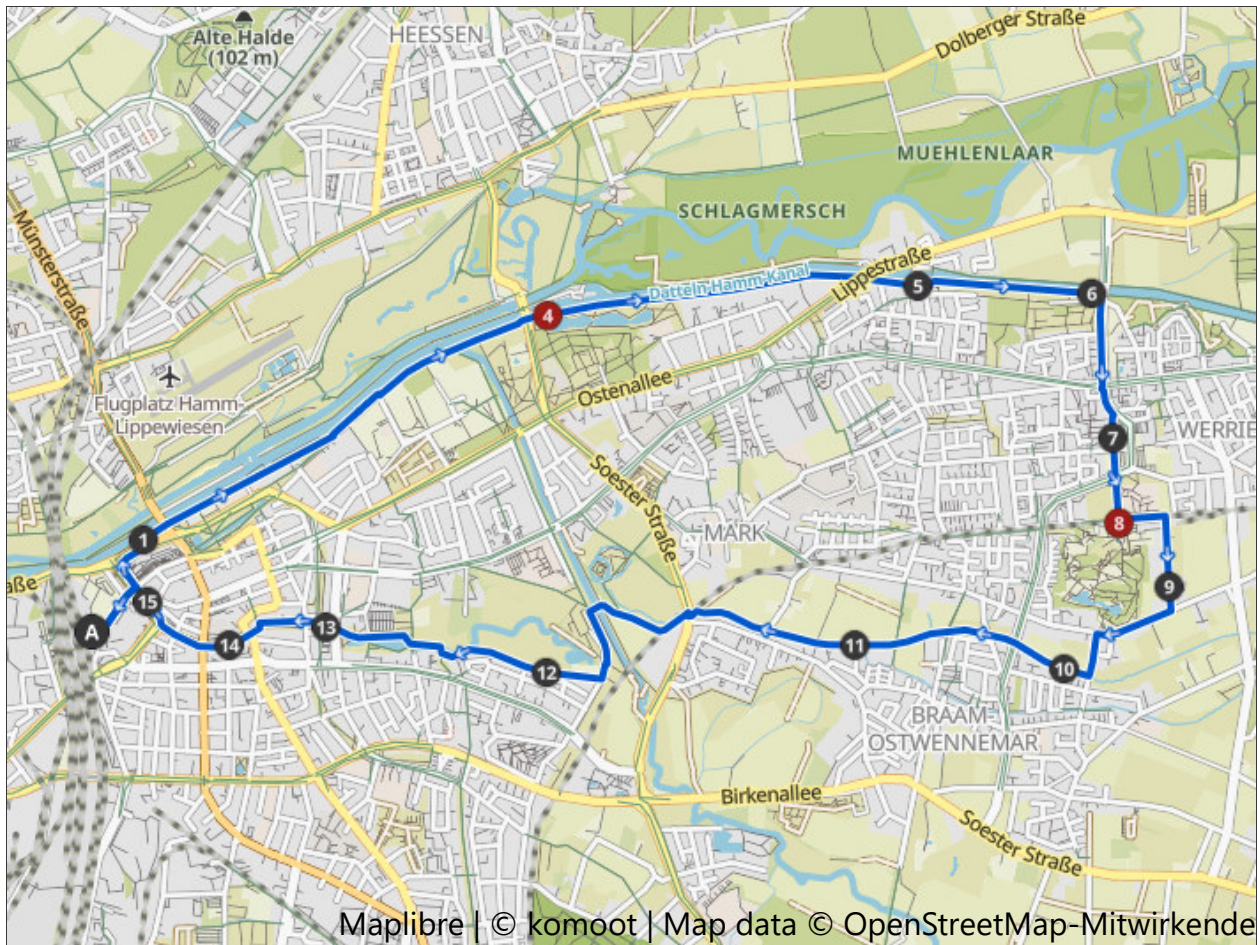 Dolberger Straße
HEESSEN
Alte Halde
(102 m)
MUEHLENLAAR
SCHLAGMERSCH
Münsterstraße
Lippestraße
Datteln-Hamm-Kanal
5
6
4
Flugplatz Hamm-
Lippewiesen
Ostenallee
7
WERRIE
Soester Straße
8
MARK
1
aße
9
15
A
13
14
11
10
12
BRAAM-
OSTWENNEMAR
Birkenallee
Soester Straße
Maplibre | © komoot | Map data © OpenStreetMap-Mitwirkende